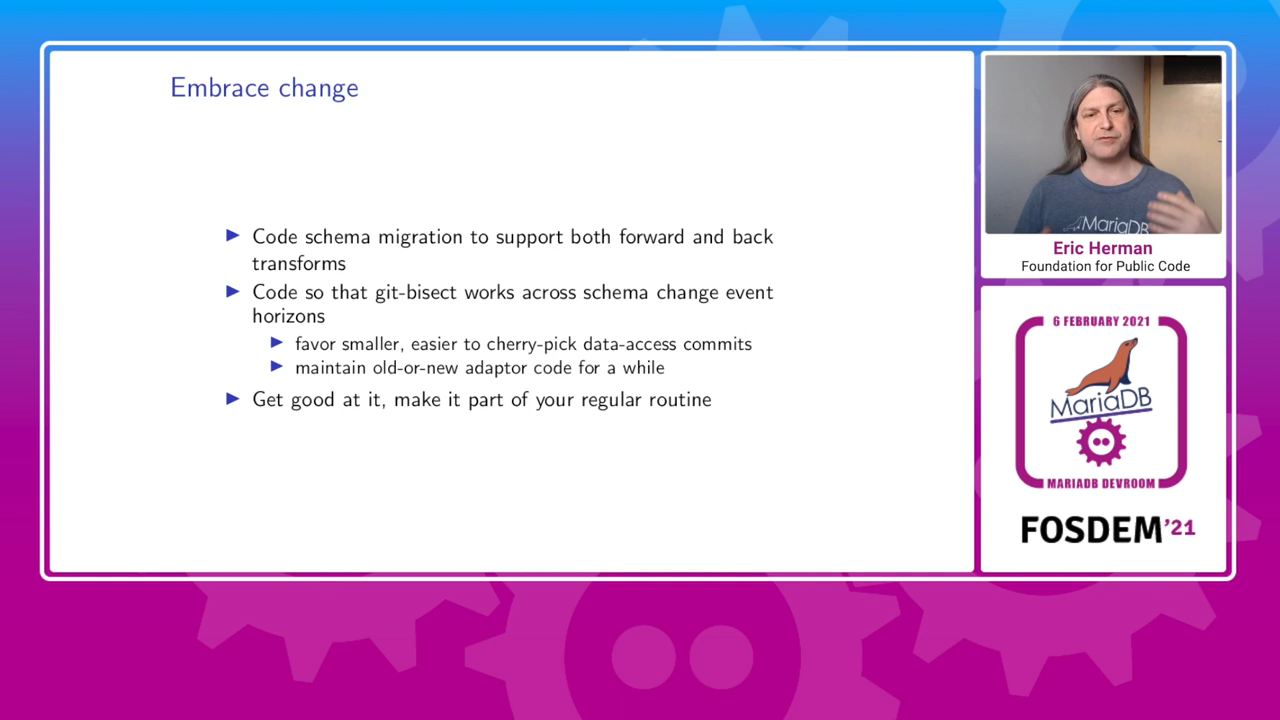 Embrace change
Code schema migration to support both forward and back
transforms
Code so that git-bisect works across schema change event
horizons
favor smaller, easier to cherry-pick data-access commits
maintain old-or-new adaptor code for a while
Get good at it, make it part of your regular routine
MariaDB
Eric Herman
Foundation for Public Code
6 FEBRUARY 2021
MariaDB
MARIADB DEVROOM
FOSDEM'21